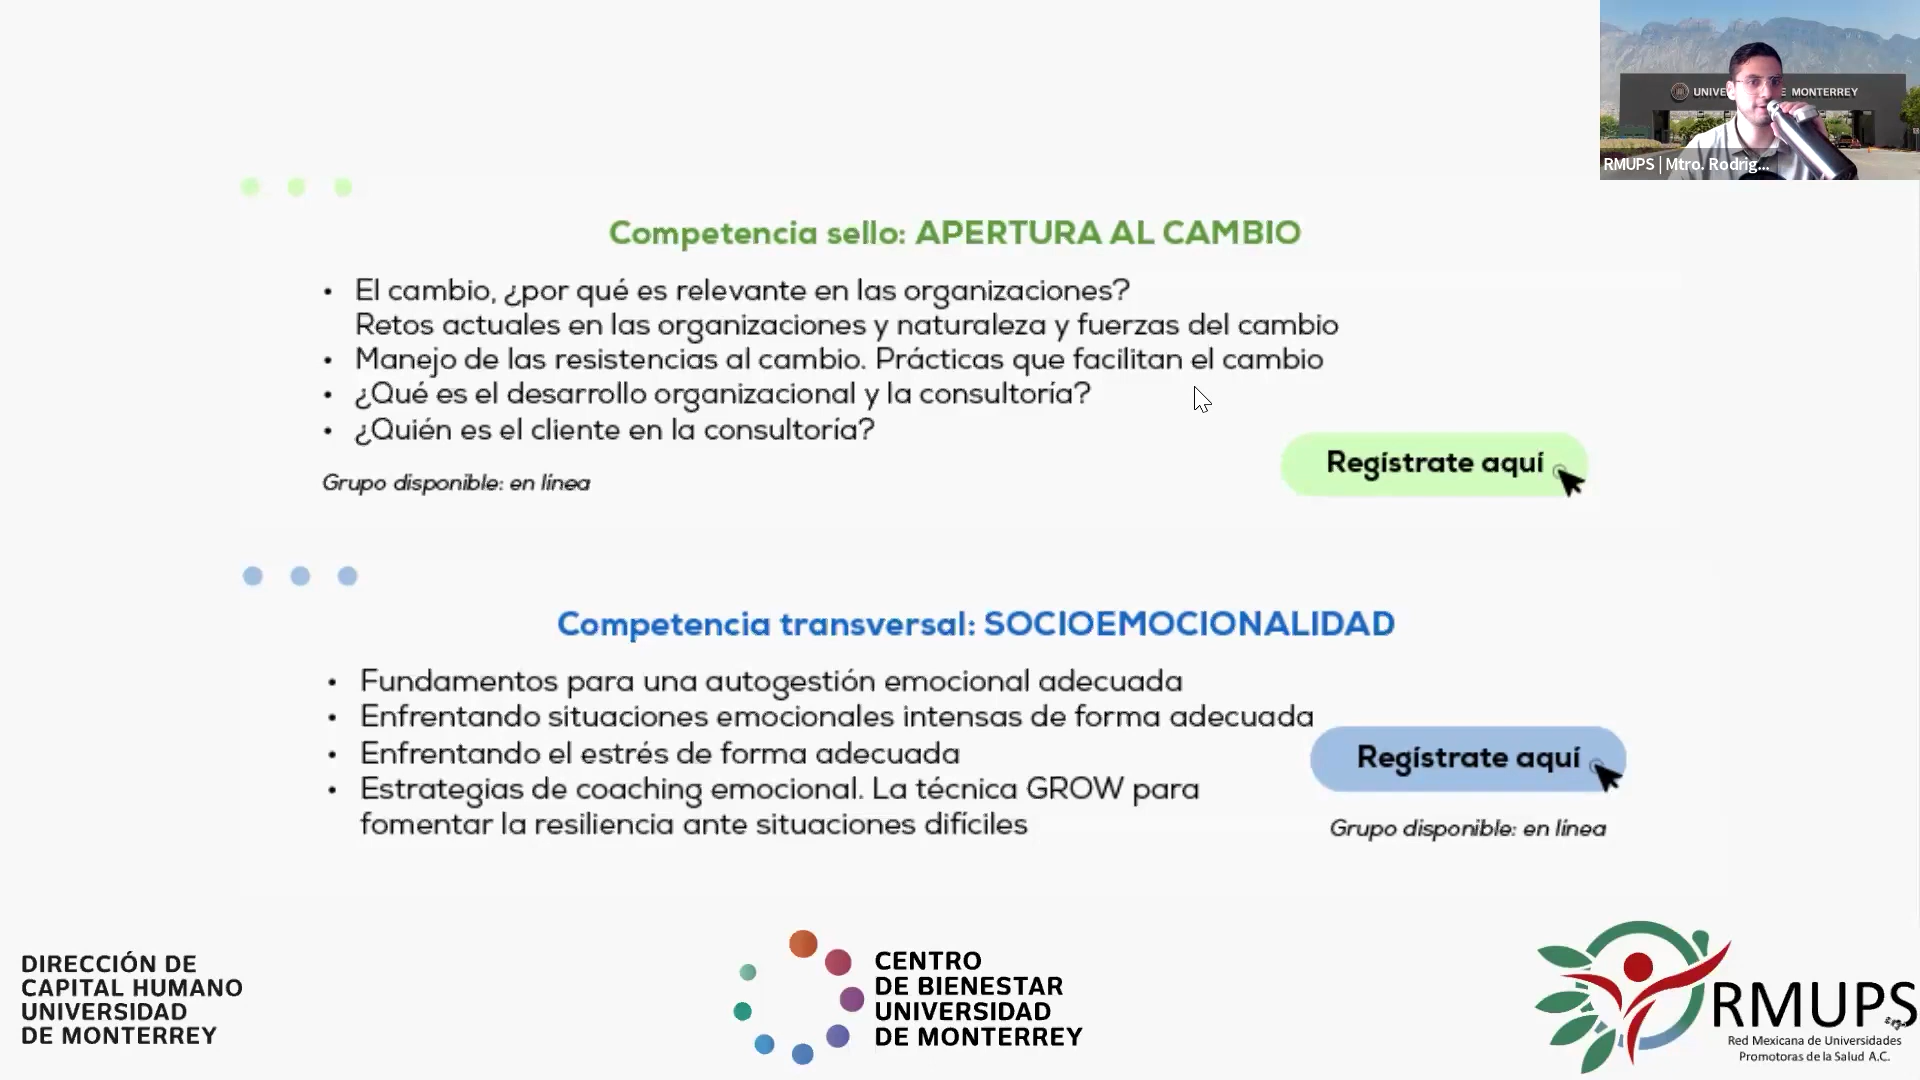 UNIVE
E MONTERREY
RMUPS | Mtro. Rodrig...
Competencia sello: APERTURA AL CAMBIO
• El cambo, ¿por qué es relevante en las organizaciones?
Retos actuales en las organizaciones y naturaleza y fuerzas del cambio
• Manejo de las resistencias al cambio. Prácticas que facilitan el cambio
• ¿Qué es el desarrollo organizacional y la consultoría?
• ¿Quién es el cliente en la consultoría?
Regístrate aquí
Grupo disponible: en línea
Competencia transversal: SOCIOEMOCIONALIDAD
• Fundamentos para una autogestión emocional adecuada
• Enfrentando situaciones emocionales intensas de forma adecuada
• Enfrentando el estrés de forma adecuada
• Estrategias de coaching emocional. La técnica GROW para
fomentar la resiliencia ante situaciones difíciles
Regístrate aquí
Grupo disponible: en línea
DIRECCIÓN DE
CAPITAL HUMANO
UNIVERSIDAD
DE MONTERREY
CENTRO
DE BIENESTAR
UNIVERSIDAD
DE MONTERREY
RMUPS
Red Mexicana de Universidades
Promotoras de la Salud A.C.